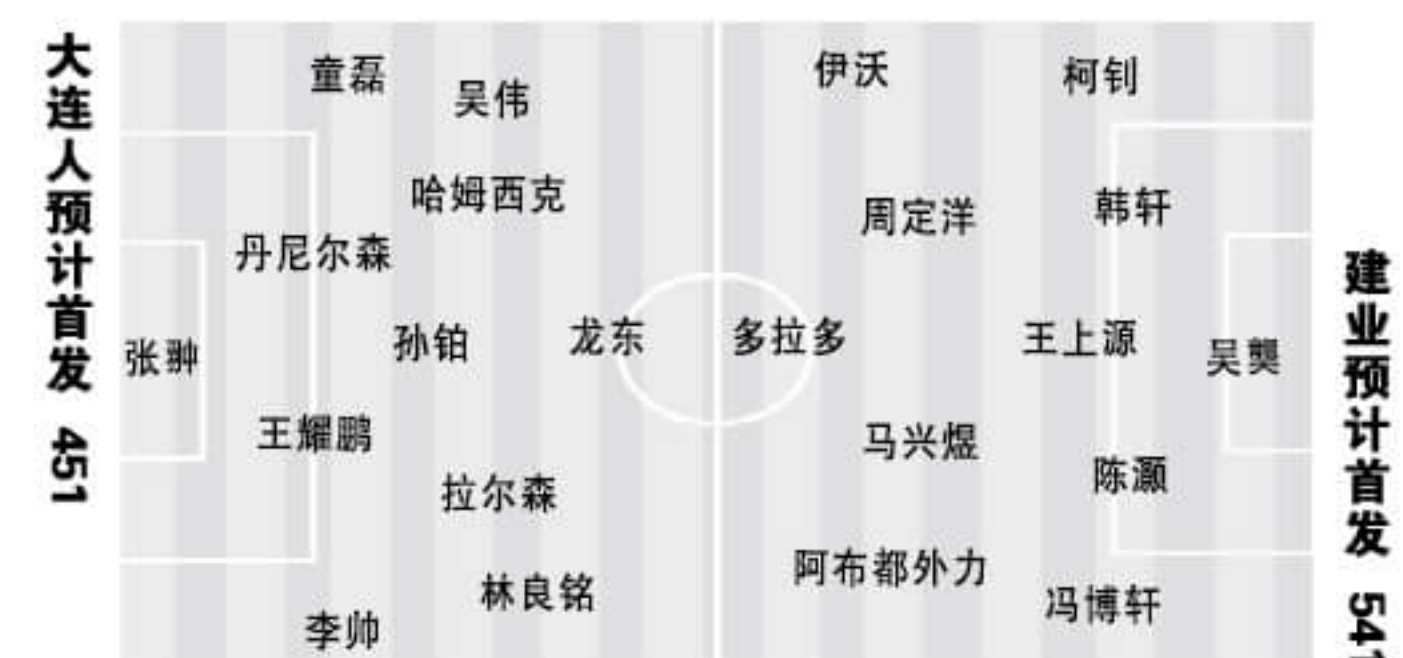 大连人预计首发 451
童磊
吴伟
哈姆西克
丹尼尔森
孙铂
龙东
张翀
王耀鹏
拉尔森
林良铭
李帅
伊沃
柯钊
周定洋
韩轩
多拉多
王上源
吴龑
马兴煜
陈灏
阿布都外力
冯博轩
建业预计首发 541